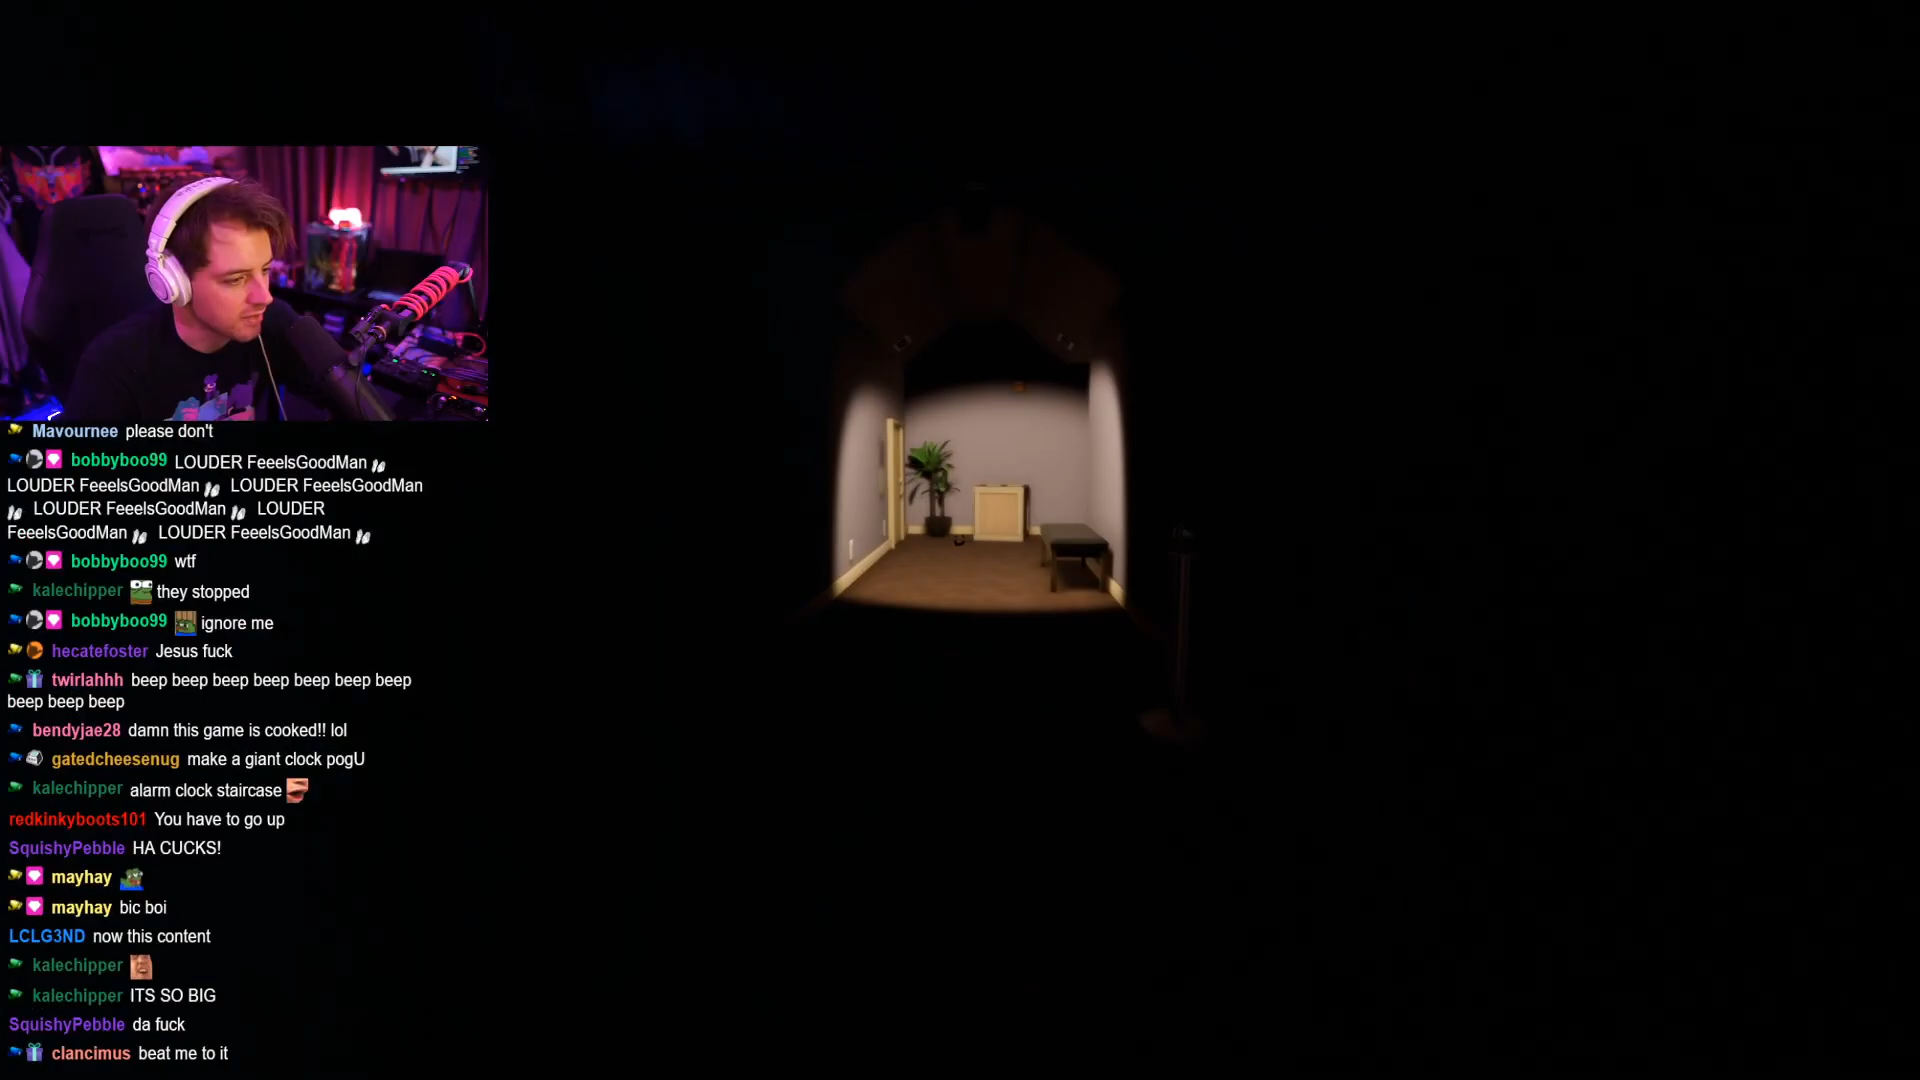 Mavournee please don't
bobbyboo99 LOUDER FeeelsGoodMan
LOUDER FeeelsGoodMan LOUDER FeeelsGoodMan
LOUDER FeeelsGoodMan LOUDER
FeeelsGoodMan LOUDER FeeelsGoodMan
bobbyboo99 wtf
kalechipper they stopped
bobbyboo99 ignore me
hecatefoster Jesus fuck
twirlahhh beep beep beep beep beep beep beep
beep beep beep
bendyjae28 damn this game is cooked!! lol
gatedcheesenug make a giant clock pogU
kalechipper alarm clock staircase
redkinkyboots101 You have to go up
SquishyPebble HA CUCKS!
mayhay
mayhay bic boi
LCLG3ND now this content
kalechipper
kalechipper ITS SO BIG
SquishyPebble da fuck
clancimus beat me to it